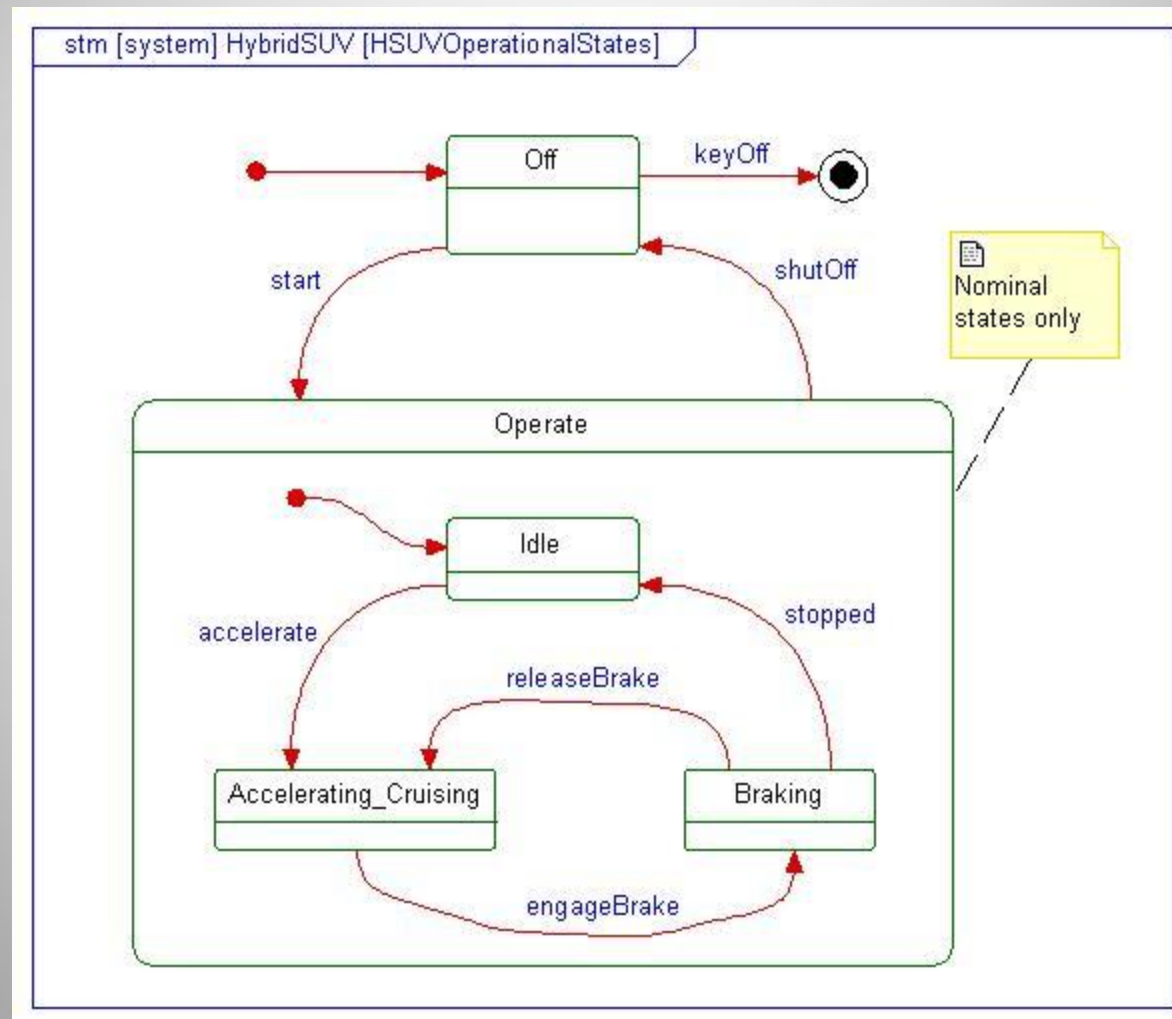 stm [system] HybridSUV [HSUVOperationalStates]
Off
keyOff
start
shutOff
Nominal
states only
Operate
Idle
accelerate
stopped
releaseBrake
Accelerating_Cruising
Braking
engageBrake